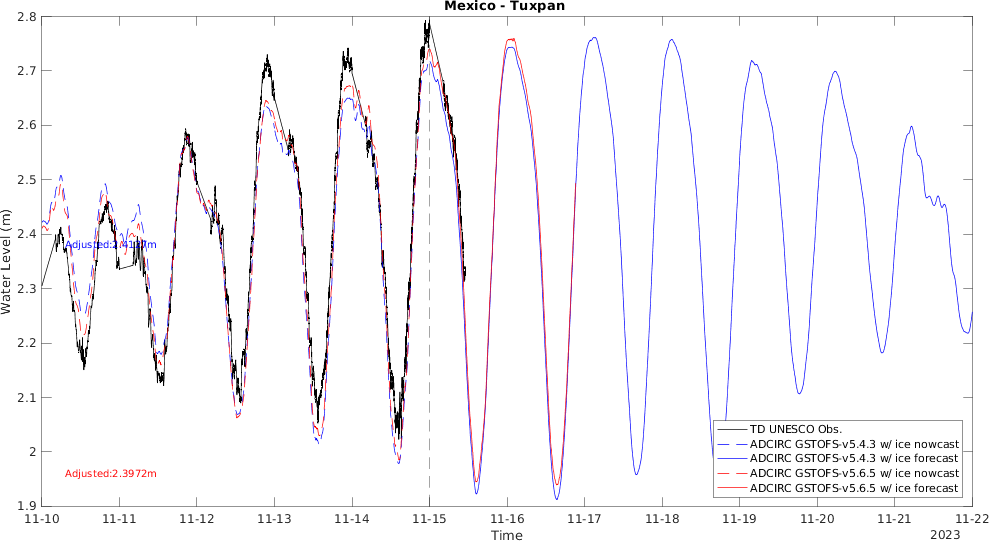 Mexico - Tuxpan
2.8
2.7
2.6
2.5
2.4
2.3
2.2
2.1
2
1.9
Water Level (m)
Adjusted:2.3972m
TD UNESCO Obs.
ADCIRC GSTOFS-v5.4.3 w/ ice nowcast
ADCIRC GSTOFS-v5.4.3 w/ ice forecast
ADCIRC GSTOFS-v5.6.5 w/ ice nowcast
ADCIRC GSTOFS-v5.6.5 w/ ice forecast
11-10 11-11 11-12 11-13 11-14 11-15 11-16 11-17 11-18 11-19 11-20 11-21 11-22
Time
2023